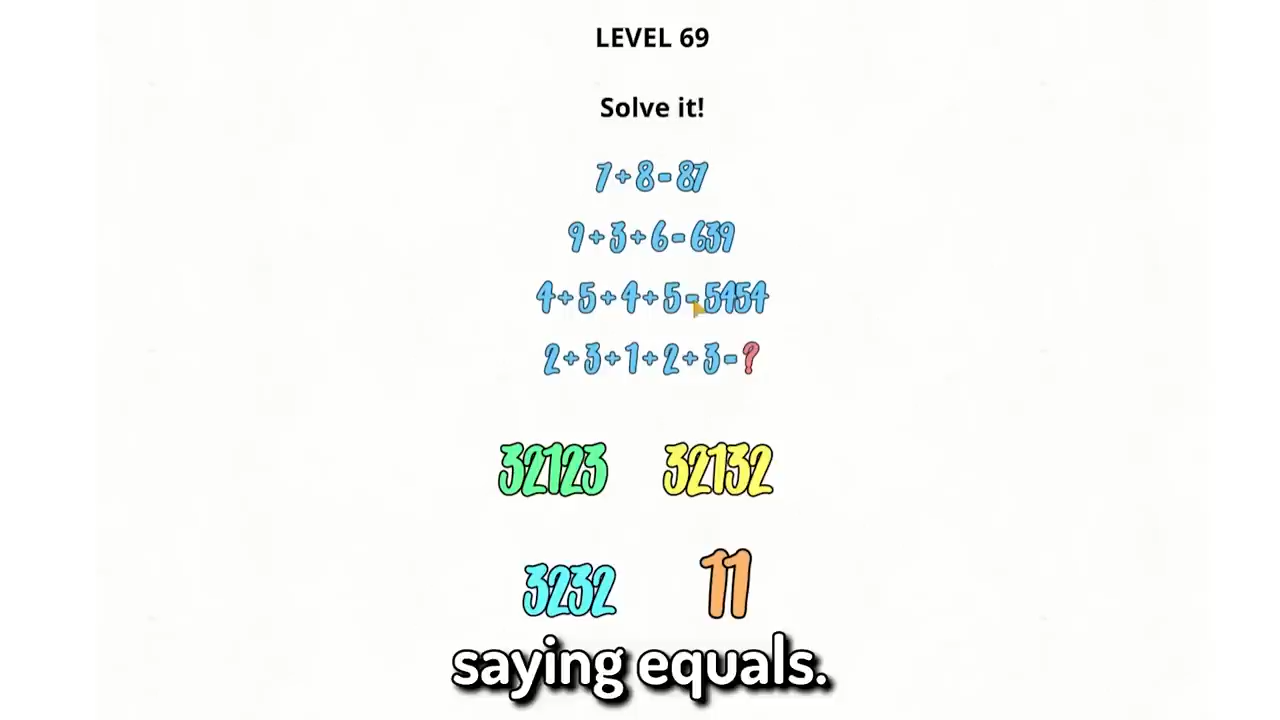 LEVEL 69
Solve it!
7+8=87
9+3+6=639
4+5+4+5=5454
2+3+1+2+3=?
32123 32132
3232 11
saying equals.